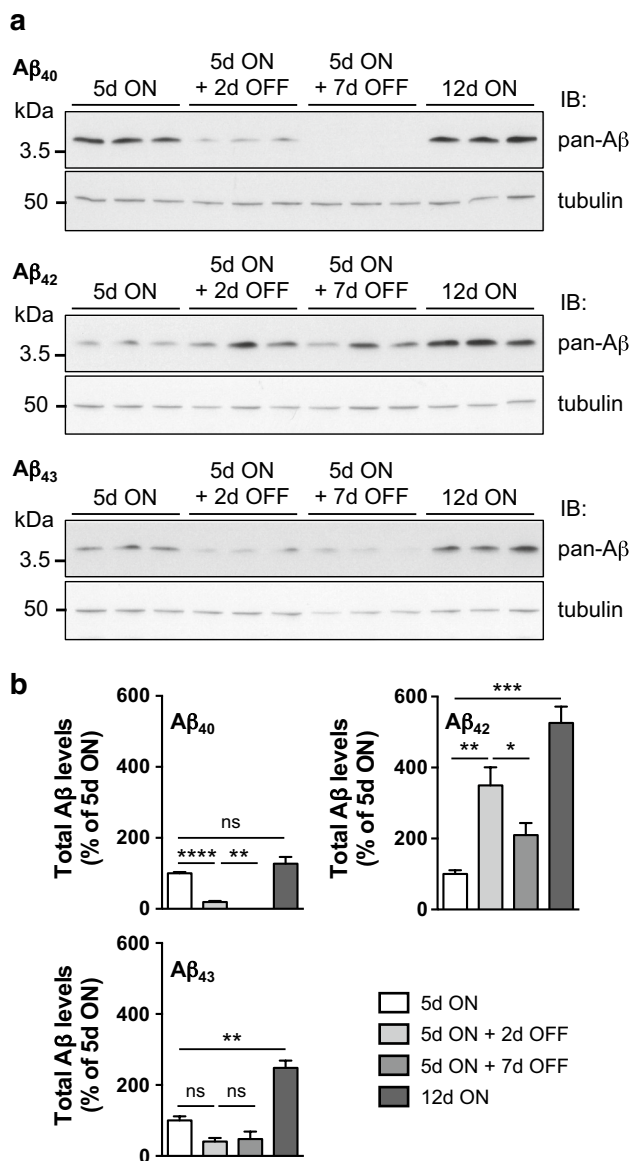 a
Aβ40
5d ON
5d ON + 2d OFF
5d ON + 7d OFF
12d ON
IB:
kDa
3.5
pan-Aβ
50
tubulin
Aβ42
5d ON
5d ON + 2d OFF
5d ON + 7d OFF
12d ON
IB:
kDa
3.5
pan-Aβ
50
tubulin
Aβ43
5d ON
5d ON + 2d OFF
5d ON + 7d OFF
12d ON
IB:
kDa
3.5
pan-Aβ
50
tubulin
b
Total Aβ levels
(% of 5d ON)
600
400
200
0
Aβ40
ns
**** **
Total Aβ levels
(% of 5d ON)
600
400
200
0
***
Aβ42
** *
Total Aβ levels
(% of 5d ON)
600
400
200
0
Aβ43
**
ns ns
5d ON
5d ON + 2d OFF
5d ON + 7d OFF
12d ON